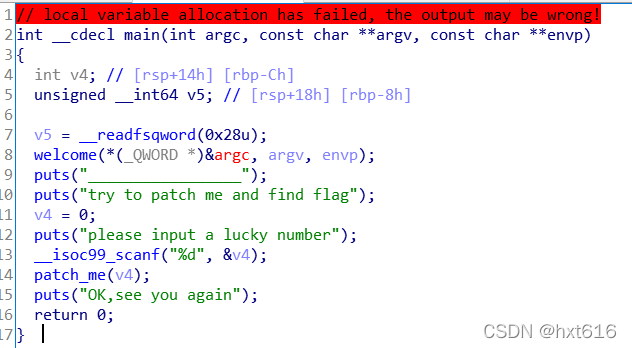 1 // local variable allocation has failed, the output may be wrong!
2 int __cdecl main(int argc, const char **argv, const char **envp)
3 {
4   int v4; // [rsp+14h] [rbp-Ch]
5   unsigned __int64 v5; // [rsp+18h] [rbp-8h]
6
7   v5 = __readfsqword(0x28u);
8   welcome(*(_QWORD *)&argc, argv, envp);
9   puts("_________________");
10   puts("try to patch me and find flag");
11   v4 = 0;
12   puts("please input a lucky number");
13   __isoc99_scanf("%d", &v4);
14   patch_me(v4);
15   puts("OK,see you again");
16   return 0;
17 }
CSDN @hxt616